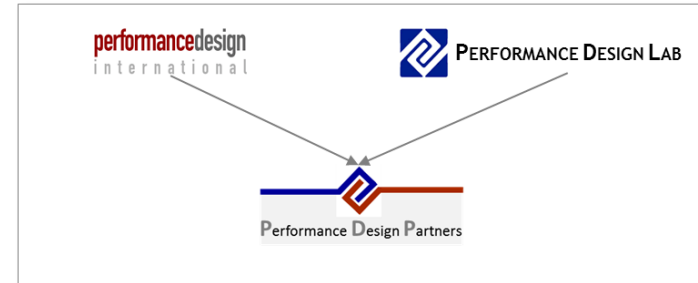 performancedesign
international
PERFORMANCE DESIGN LAB
Performance Design Partners